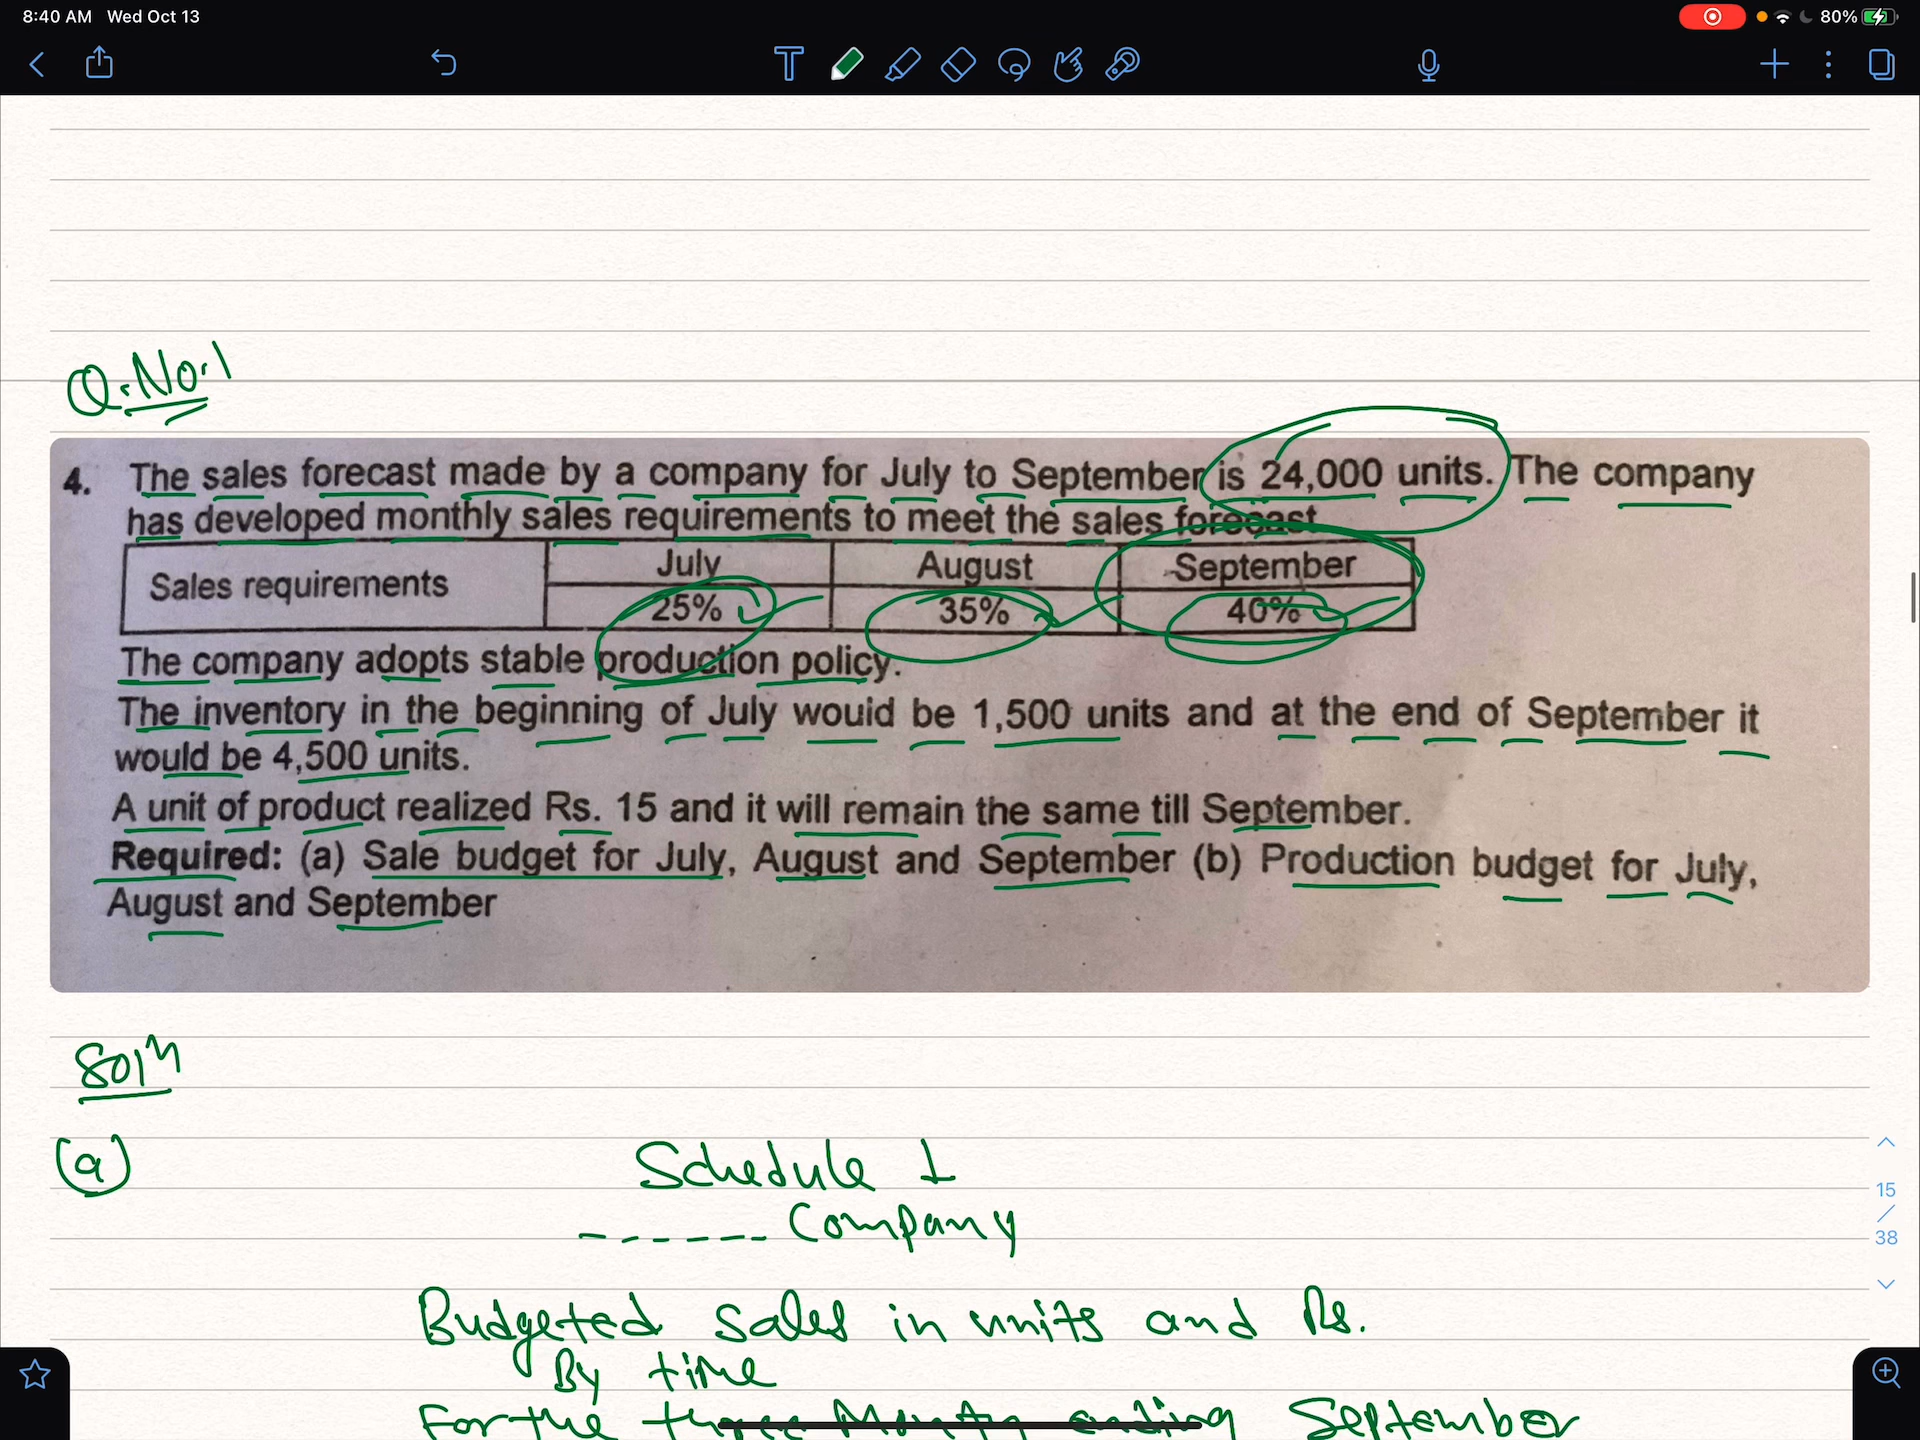 8:40 AM Wed Oct 13
80%
Q.No.1
4. The sales forecast made by a company for July to September is 24,000 units. The company
has developed monthly sales requirements to meet the sales forecast
Sales requirements July August September
25% 35% 40%
The company adopts stable production policy.
The inventory in the beginning of July would be 1,500 units and at the end of September it
would be 4,500 units.
A unit of product realized Rs. 15 and it will remain the same till September.
Required: (a) Sale budget for July, August and September (b) Production budget for July,
August and September
Soln
(a) Schedule 1
------ Company
Budgeted sales in units and Rs.
By time
For the three Month ending September
15
/
38